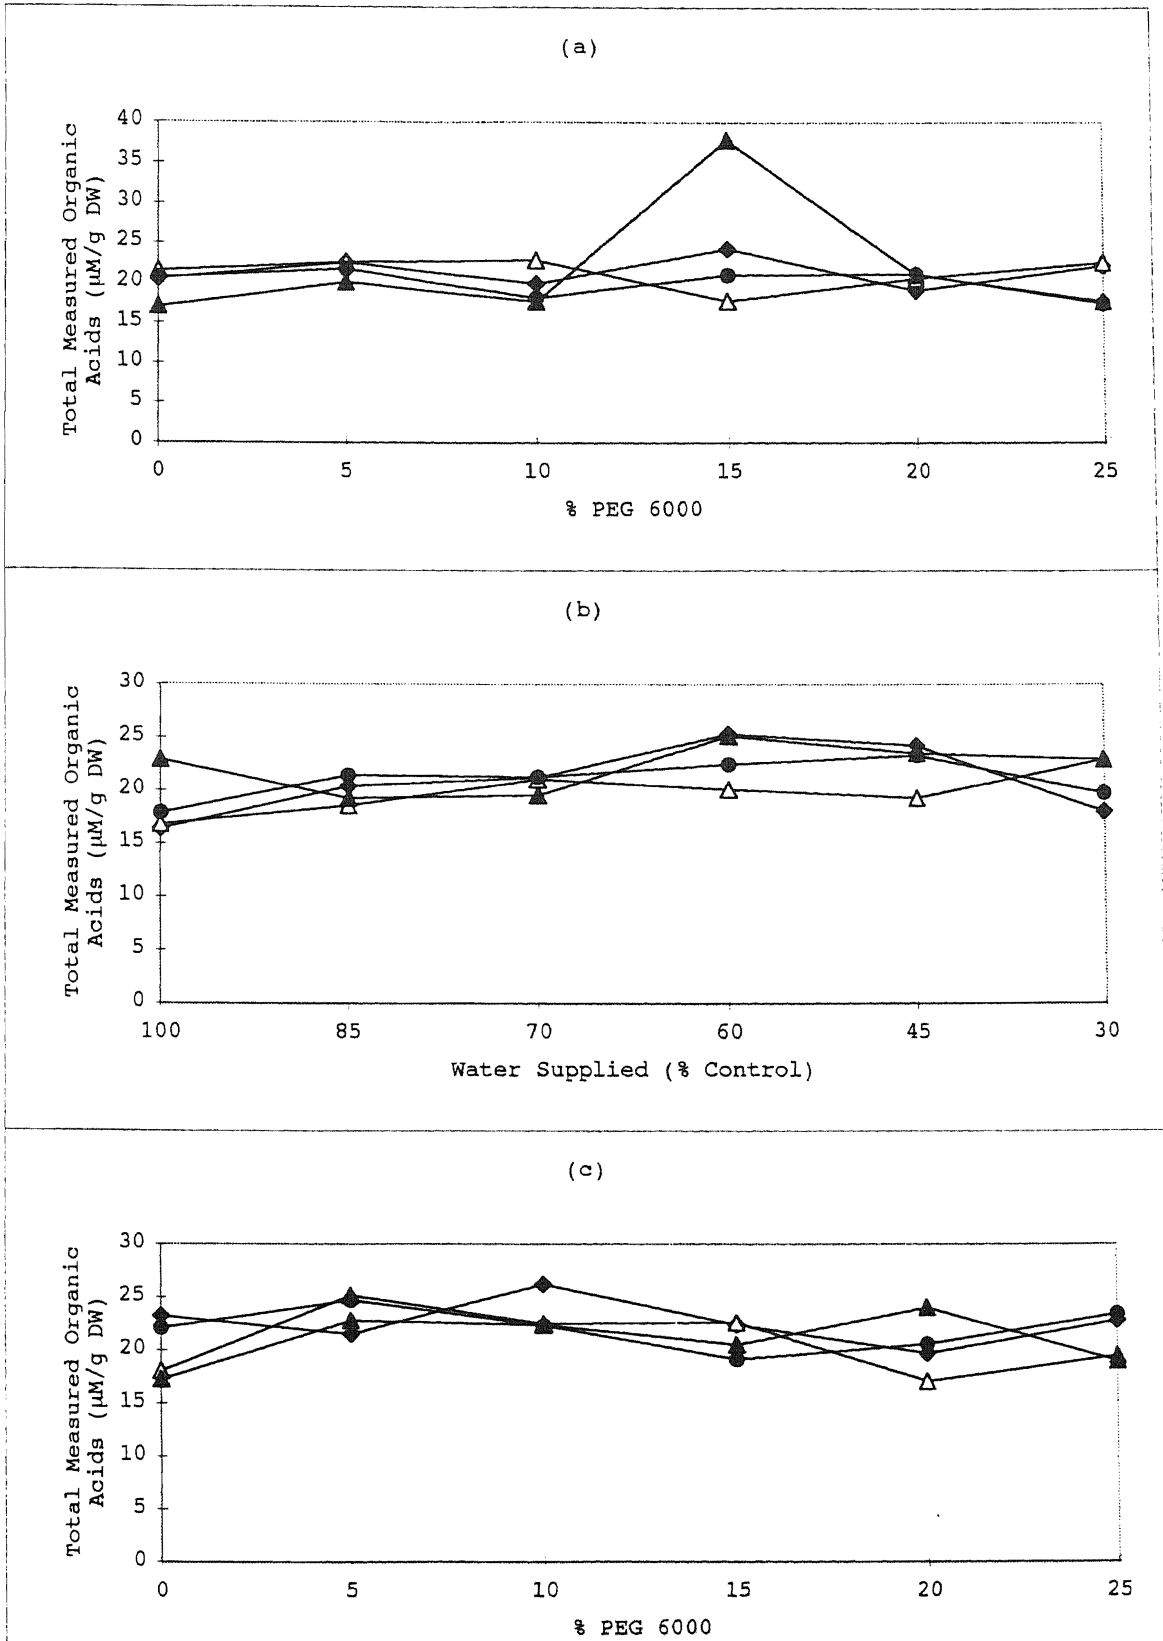 (a)
Total Measured Organic
Acids (µM/g DW)
40
35
30
25
20
15
10
5
0
0 5 10 15 20 25
% PEG 6000
(b)
Total Measured Organic
Acids (µM/g DW)
30
25
20
15
10
5
0
100 85 70 60 45 30
Water Supplied (% Control)
(c)
Total Measured Organic
Acids (µM/g DW)
30
25
20
15
10
5
0
0 5 10 15 20 25
% PEG 6000